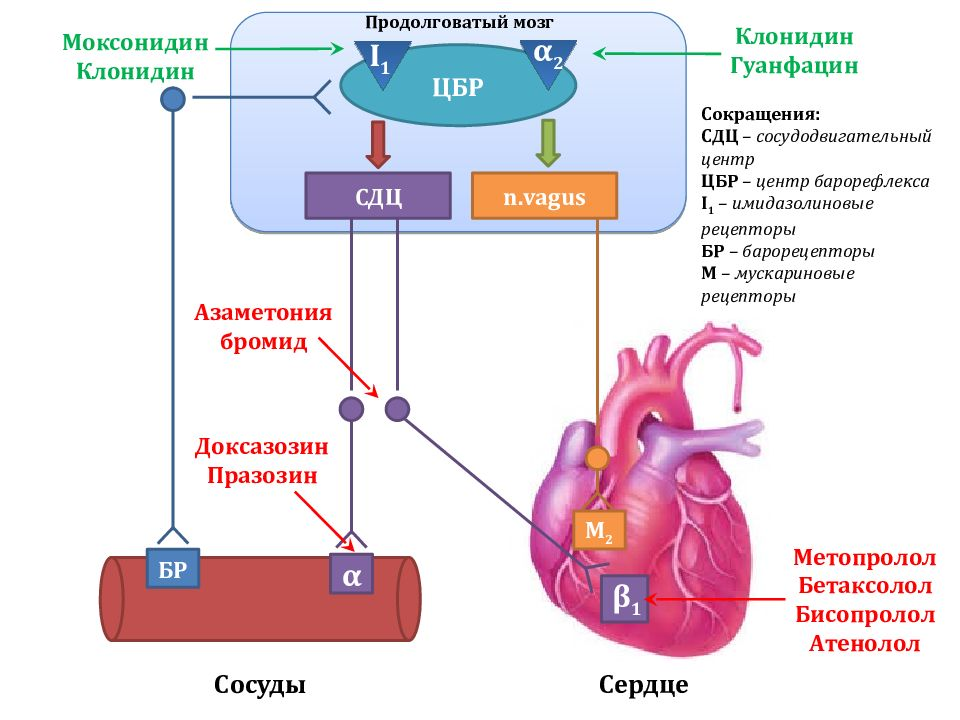 Продолговатый мозг
Моксонидин
Клонидин
I1
α2
ЦБР
Клонидин
Гуанфацин
СДЦ
n.vagus
Сокращения:
СДЦ – сосудодвигательный
центр
ЦБР – центр барорефлекса
I1 – имидазолиновые
рецепторы
БР – барорецепторы
М – мускариновые
рецепторы
Азаметония
бромид
Доксазозин
Празозин
БР
α
М2
β1
Метопролол
Бетаксолол
Бисопролол
Атенолол
Сосуды
Сердце